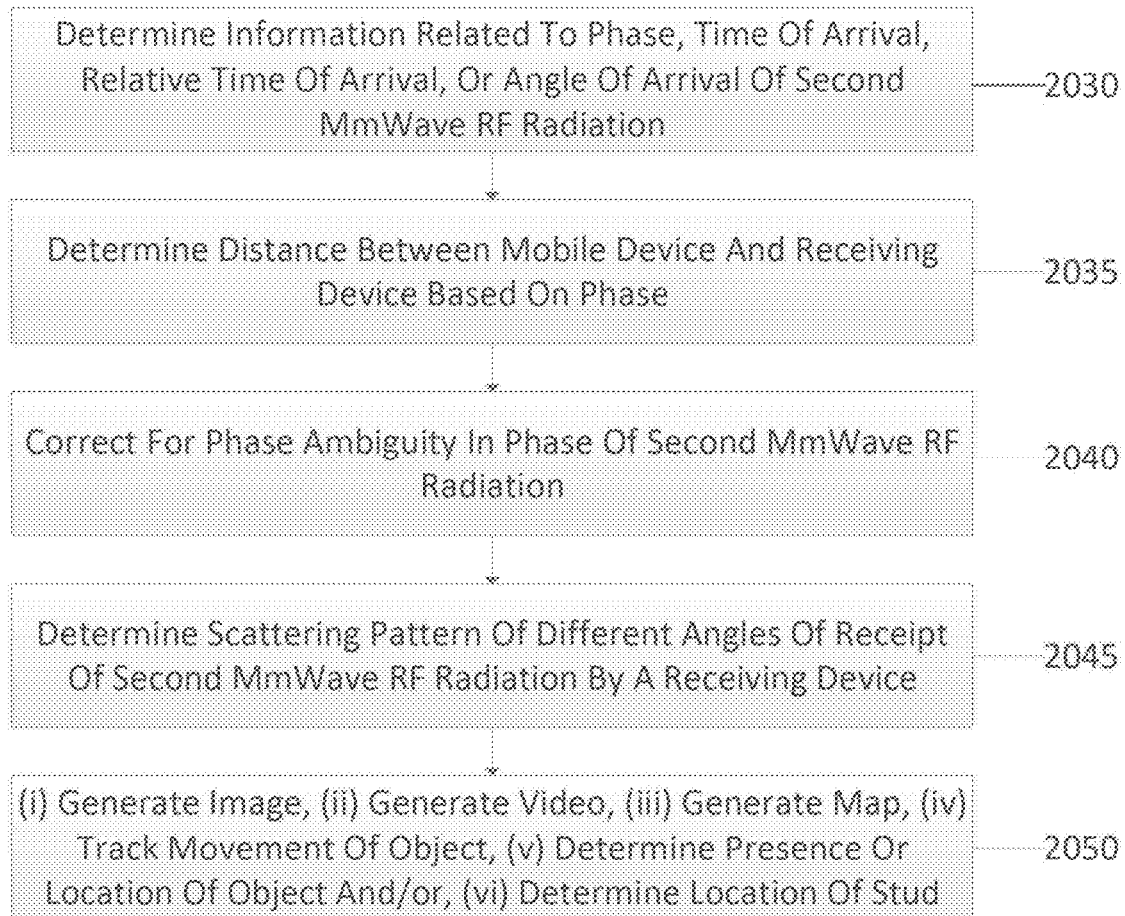 Determine Information Related To Phase, Time Of Arrival,
Relative Time Of Arrival, Or Angle Of Arrival Of Second
MmWave RF Radiation
2030
Determine Distance Between Mobile Device And Receiving
Device Based On Phase
2035
Correct For Phase Ambiguity In Phase Of Second MmWave RF
Radiation
2040
Determine Scattering Pattern Of Different Angles Of Receipt
Of Second MmWave RF Radiation By A Receiving Device
2045
(i) Generate Image, (ii) Generate Video, (iii) Generate Map, (iv)
Track Movement Of Object, (v) Determine Presence Or
Location Of Object And/or, (vi) Determine Location Of Stud
2050